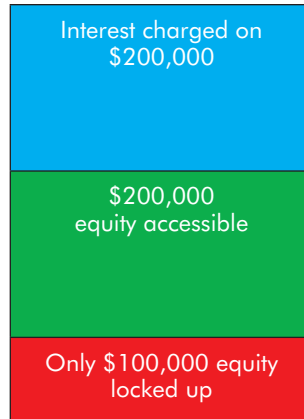 Interest charged on
$200,000
$200,000
equity accessible
Only $100,000 equity
locked up